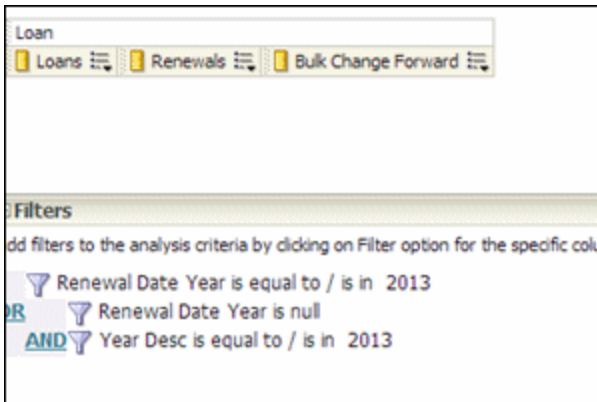 Loan
Loans Renewals Bulk Change Forward
Filters
dd filters to the analysis criteria by clicking on Filter option for the specific colu
Renewal Date Year is equal to / is in 2013
OR Renewal Date Year is null
AND Year Desc is equal to / is in 2013